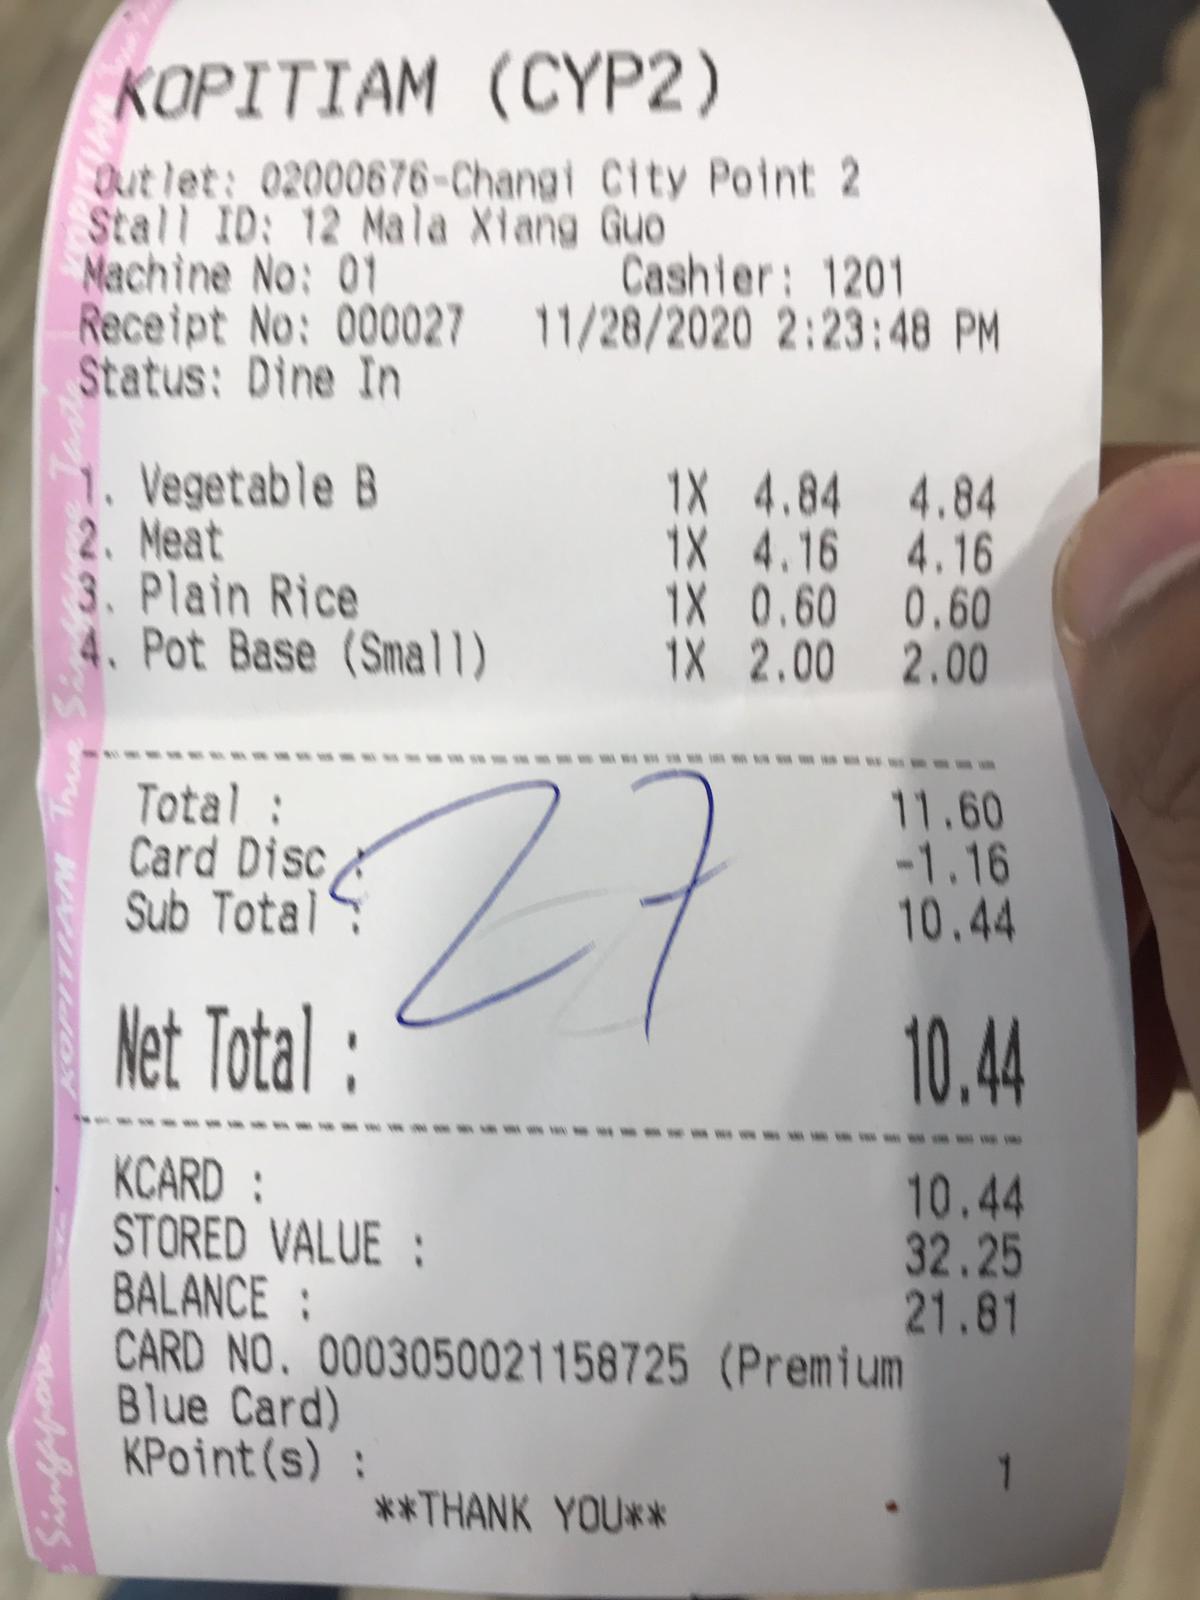 KOPITIAM (CYP2)
Outlet: 02000676-Changi City Point 2
Stall ID: 12 Mala Xiang Guo
Machine No: 01 Cashier: 1201
Receipt No: 000027 11/28/2020 2:23:48 PM
Status: Dine In
1. Vegetable B 1X 4.84 4.84
2. Meat 1X 4.16 4.16
3. Plain Rice 1X 0.60 0.60
4. Pot Base (Small) 1X 2.00 2.00
Total : 11.60
Card Disc : -1.16
Sub Total : 10.44
27
Net Total : 10.44
KCARD : 10.44
STORED VALUE : 32.25
BALANCE : 21.81
CARD NO. 0003050021158725 (Premium
Blue Card)
KPoint(s) : 1
**THANK YOU**
KOPITIAM True Singapore Taste KOPITIAM
Singapore